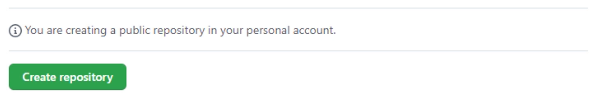 You are creating a public repository in your personal account.
Create repository